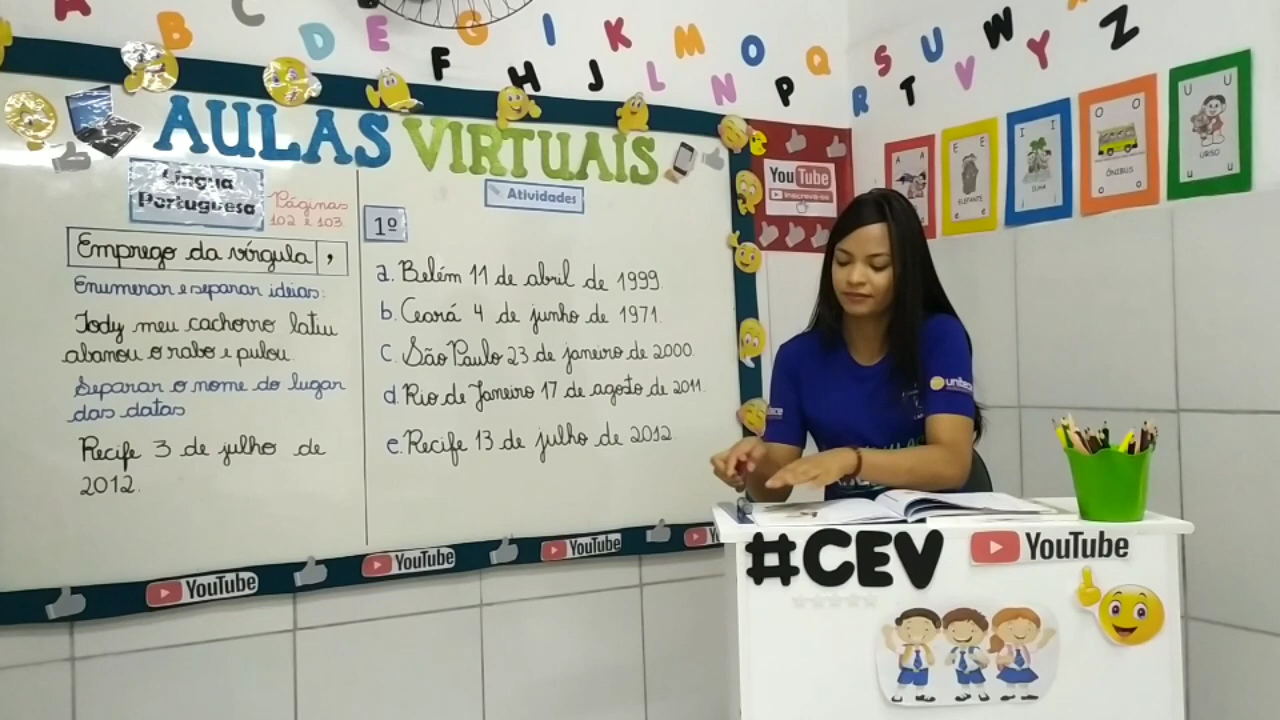 A B C D E F G H I J K L M N O P Q R S T U V W Y Z
AULAS VIRTUAIS
Língua
Portuguesa
Páginas
102 e 103
Emprego da vírgula ,
Enumerar e separar ideias:
Tody meu cachorro latiu
abanou o rabo e pulou.
Separar o nome do lugar
das datas
Recife 3 de julho de
2012.
Atividades
1º
a. Belém 11 de abril de 1999
b. Ceará 4 de junho de 1971.
c. São Paulo 23 de janeiro de 2000.
d. Rio de Janeiro 17 de agosto de 2011.
e. Recife 13 de julho de 2012
YouTube
YouTube
YouTube
YouTube
Inscreva-se
A A
E E
ELEFANTE
e e
I I
ILHA
i i
O O
ÔNIBUS
o o
U U
URSO
u u
#CEV
YouTube